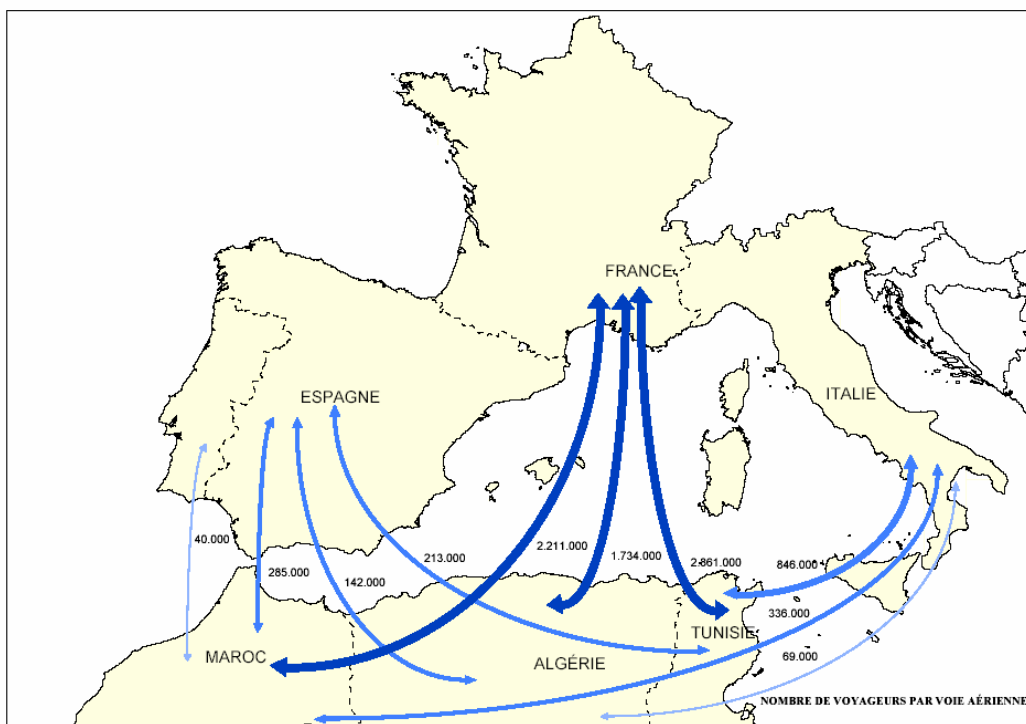 FRANCE
ESPAGNE
ITALIE
40.000
2.211.000
213.000
1.734.000
2.861.000
846.000
285.000
142.000
336.000
TUNISIE
MAROC
ALGÉRIE
69.000
NOMBRE DE VOYAGEURS PAR VOIE AÉRIENNE